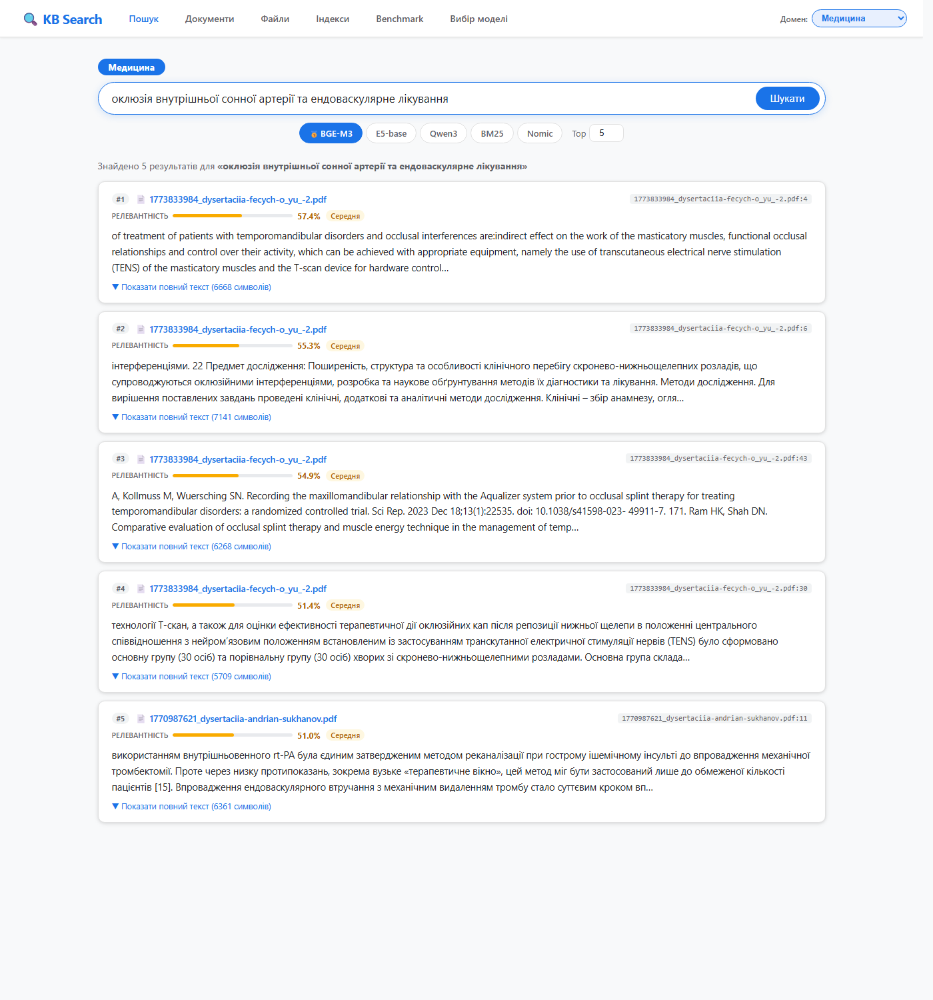 KB Search Пошук Документи Файли Індекси Benchmark Вибір моделі Домен: Медицина
Медицина
оклюзія внутрішньої сонної артерії та ендоваскулярне лікування Шукати
BGE-M3 E5-base Qwen3 BM25 Nomic Top 5
Знайдено 5 результатів для «оклюзія внутрішньої сонної артерії та ендоваскулярне лікування»
#1 1773833984_dysertaciia-fecych-o_yu_-2.pdf 1773833984_dysertaciia-fecych-o_yu_-2.pdf:4
РЕЛЕВАНТНІСТЬ 57.4% Середня
of treatment of patients with temporomandibular disorders and occlusal interferences are:indirect effect on the work of the masticatory muscles, functional occlusal
relationships and control over their activity, which can be achieved with appropriate equipment, namely the use of transcutaneous electrical nerve stimulation
(TENS) of the masticatory muscles and the T-scan device for hardware control...
▼ Показати повний текст (6668 символів)
#2 1773833984_dysertaciia-fecych-o_yu_-2.pdf 1773833984_dysertaciia-fecych-o_yu_-2.pdf:6
РЕЛЕВАНТНІСТЬ 55.3% Середня
інтерференціями. 22 Предмет дослідження: Поширеність, структура та особливості клінічного перебігу скронево-нижньощелепних розладів, що
супроводжуються оклюзійними інтерференціями, розробка та наукове обґрунтування методів їх діагностики та лікування. Методи дослідження. Для
вирішення поставлених завдань проведені клінічні, додаткові та аналітичні методи дослідження. Клінічні – збір анамнезу, огля...
▼ Показати повний текст (7141 символів)
#3 1773833984_dysertaciia-fecych-o_yu_-2.pdf 1773833984_dysertaciia-fecych-o_yu_-2.pdf:43
РЕЛЕВАНТНІСТЬ 54.9% Середня
A, Kollmuss M, Wuersching SN. Recording the maxillomandibular relationship with the Aqualizer system prior to occlusal splint therapy for treating
temporomandibular disorders: a randomized controlled trial. Sci Rep. 2023 Dec 18;13(1):22535. doi: 10.1038/s41598-023- 49911-7. 171. Ram HK, Shah DN.
Comparative evaluation of occlusal splint therapy and muscle energy technique in the management of temp...
▼ Показати повний текст (6268 символів)
#4 1773833984_dysertaciia-fecych-o_yu_-2.pdf 1773833984_dysertaciia-fecych-o_yu_-2.pdf:30
РЕЛЕВАНТНІСТЬ 51.4% Середня
технології Т-скан, а також для оцінки ефективності терапевтичної дії оклюзійних кап після репозиції нижньої щелепи в положенні центрального
співвідношення з нейром’язовим положенням встановленим із застосуванням транскутанної електричної стимуляції нервів (TENS) було сформовано
основну групу (30 осіб) та порівнальну групу (30 осіб) хворих зі скронево-нижньощелепними розладами. Основна група склада...
▼ Показати повний текст (5709 символів)
#5 1770987621_dysertaciia-andrian-sukhanov.pdf 1770987621_dysertaciia-andrian-sukhanov.pdf:11
РЕЛЕВАНТНІСТЬ 51.0% Середня
використанням внутрішньовенного rt-PA була єдиним затвердженим методом реканалізації при гострому ішемічному інсульті до впровадження механічної
тромбектомії. Проте через низку протипоказань, зокрема вузьке «терапевтичне вікно», цей метод міг бути застосований лише до обмеженої кількості
пацієнтів [15]. Впровадження ендоваскулярного втручання з механічним видаленням тромбу стало суттєвим кроком вп...
▼ Показати повний текст (6361 символів)